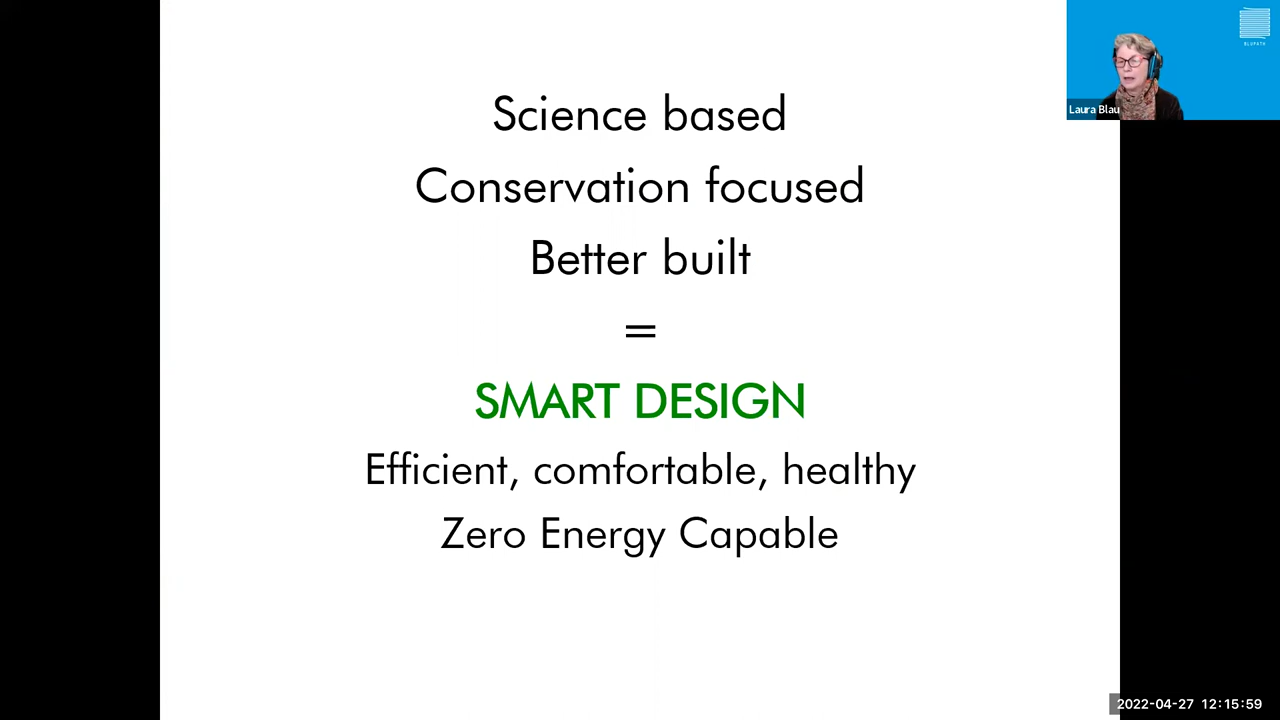 Science based
Conservation focused
Better built
=
SMART DESIGN
Efficient, comfortable, healthy
Zero Energy Capable
BLUPATH
Laura Blau
2022-04-27 12:15:59